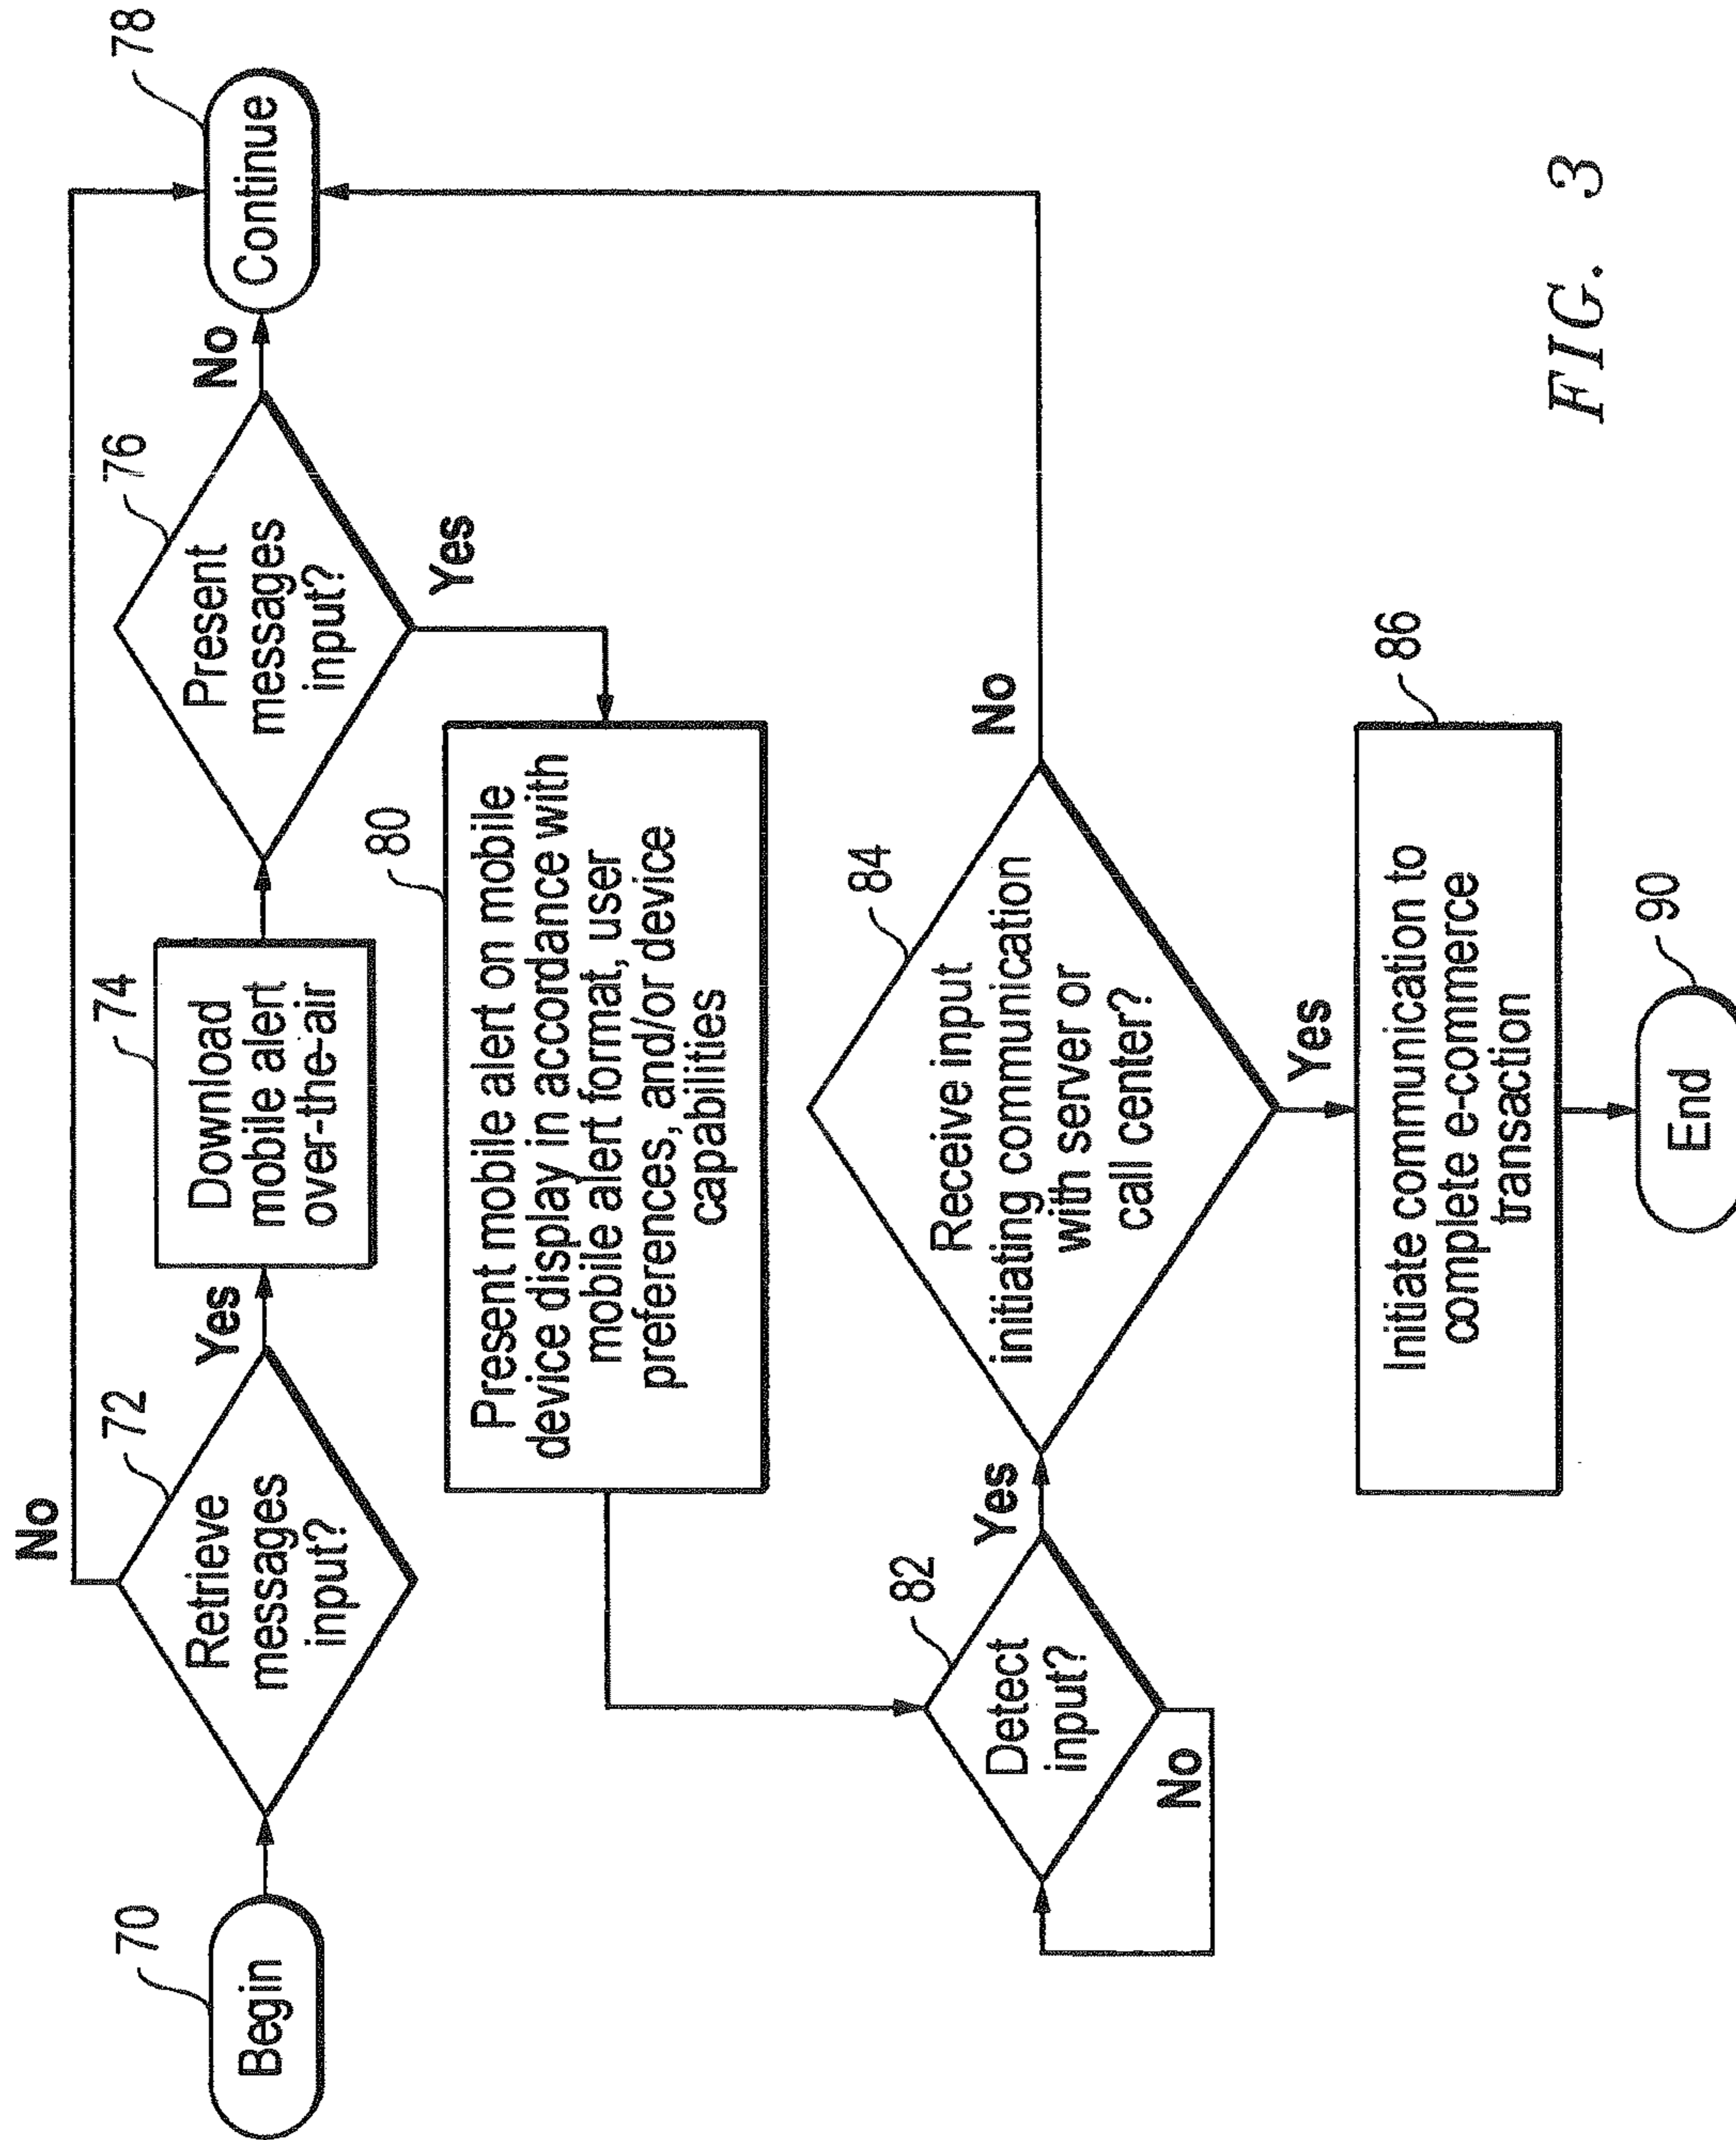 70
Begin
72
Retrieve
messages
input?
No
Yes
74
Download
mobile alert
over-the-air
76
Present
messages
input?
No
Yes
78
Continue
80
Present mobile alert on mobile
device display in accordance with
mobile alert format, user
preferences, and/or device
capabilities
82
Detect
input?
No
Yes
84
Receive input
initiating communication
with server or
call center?
No
Yes
86
Initiate communication to
complete e-commerce
transaction
90
End
FIG. 3